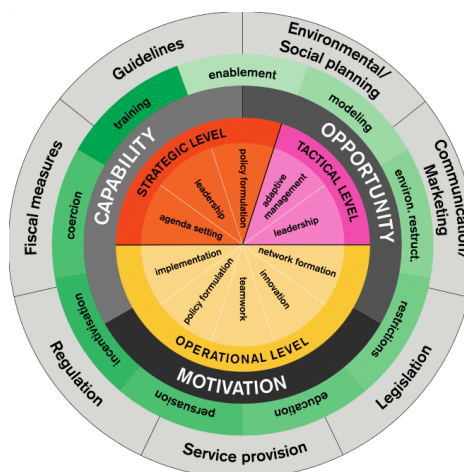 Guidelines
Environmental/
Social planning
Communication/
Marketing
Legislation
Service provision
Regulation
Fiscal measures
enablement
modeling
environ. restruct.
restrictions
education
persuasion
incentivisation
coercion
training
CAPABILITY
OPPORTUNITY
MOTIVATION
STRATEGIC LEVEL
agenda setting
leadership
policy formulation
TACTICAL LEVEL
adaptive
management
leadership
OPERATIONAL LEVEL
implementation
policy formulation
teamwork
innovation
network formation